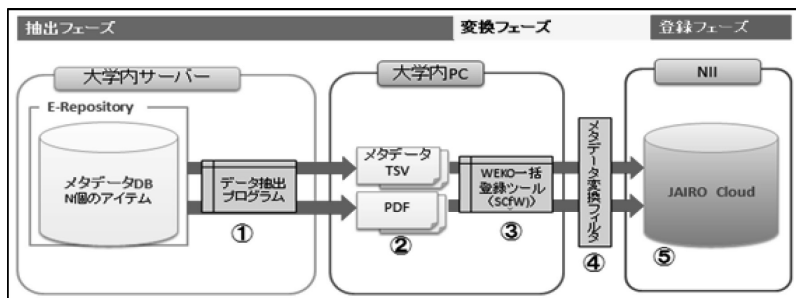 抽出フェーズ
変換フェーズ
登録フェーズ
大学内サーバー
大学内PC
NII
E-Repository
メタデータDB
N個のアイテム
データ抽出
プログラム
メタデータ
TSV
PDF
WEKO一括
登録ツール
(SCfW))
メタデータ変換フィルタ
JAIRO Cloud
①
②
③
④
⑤